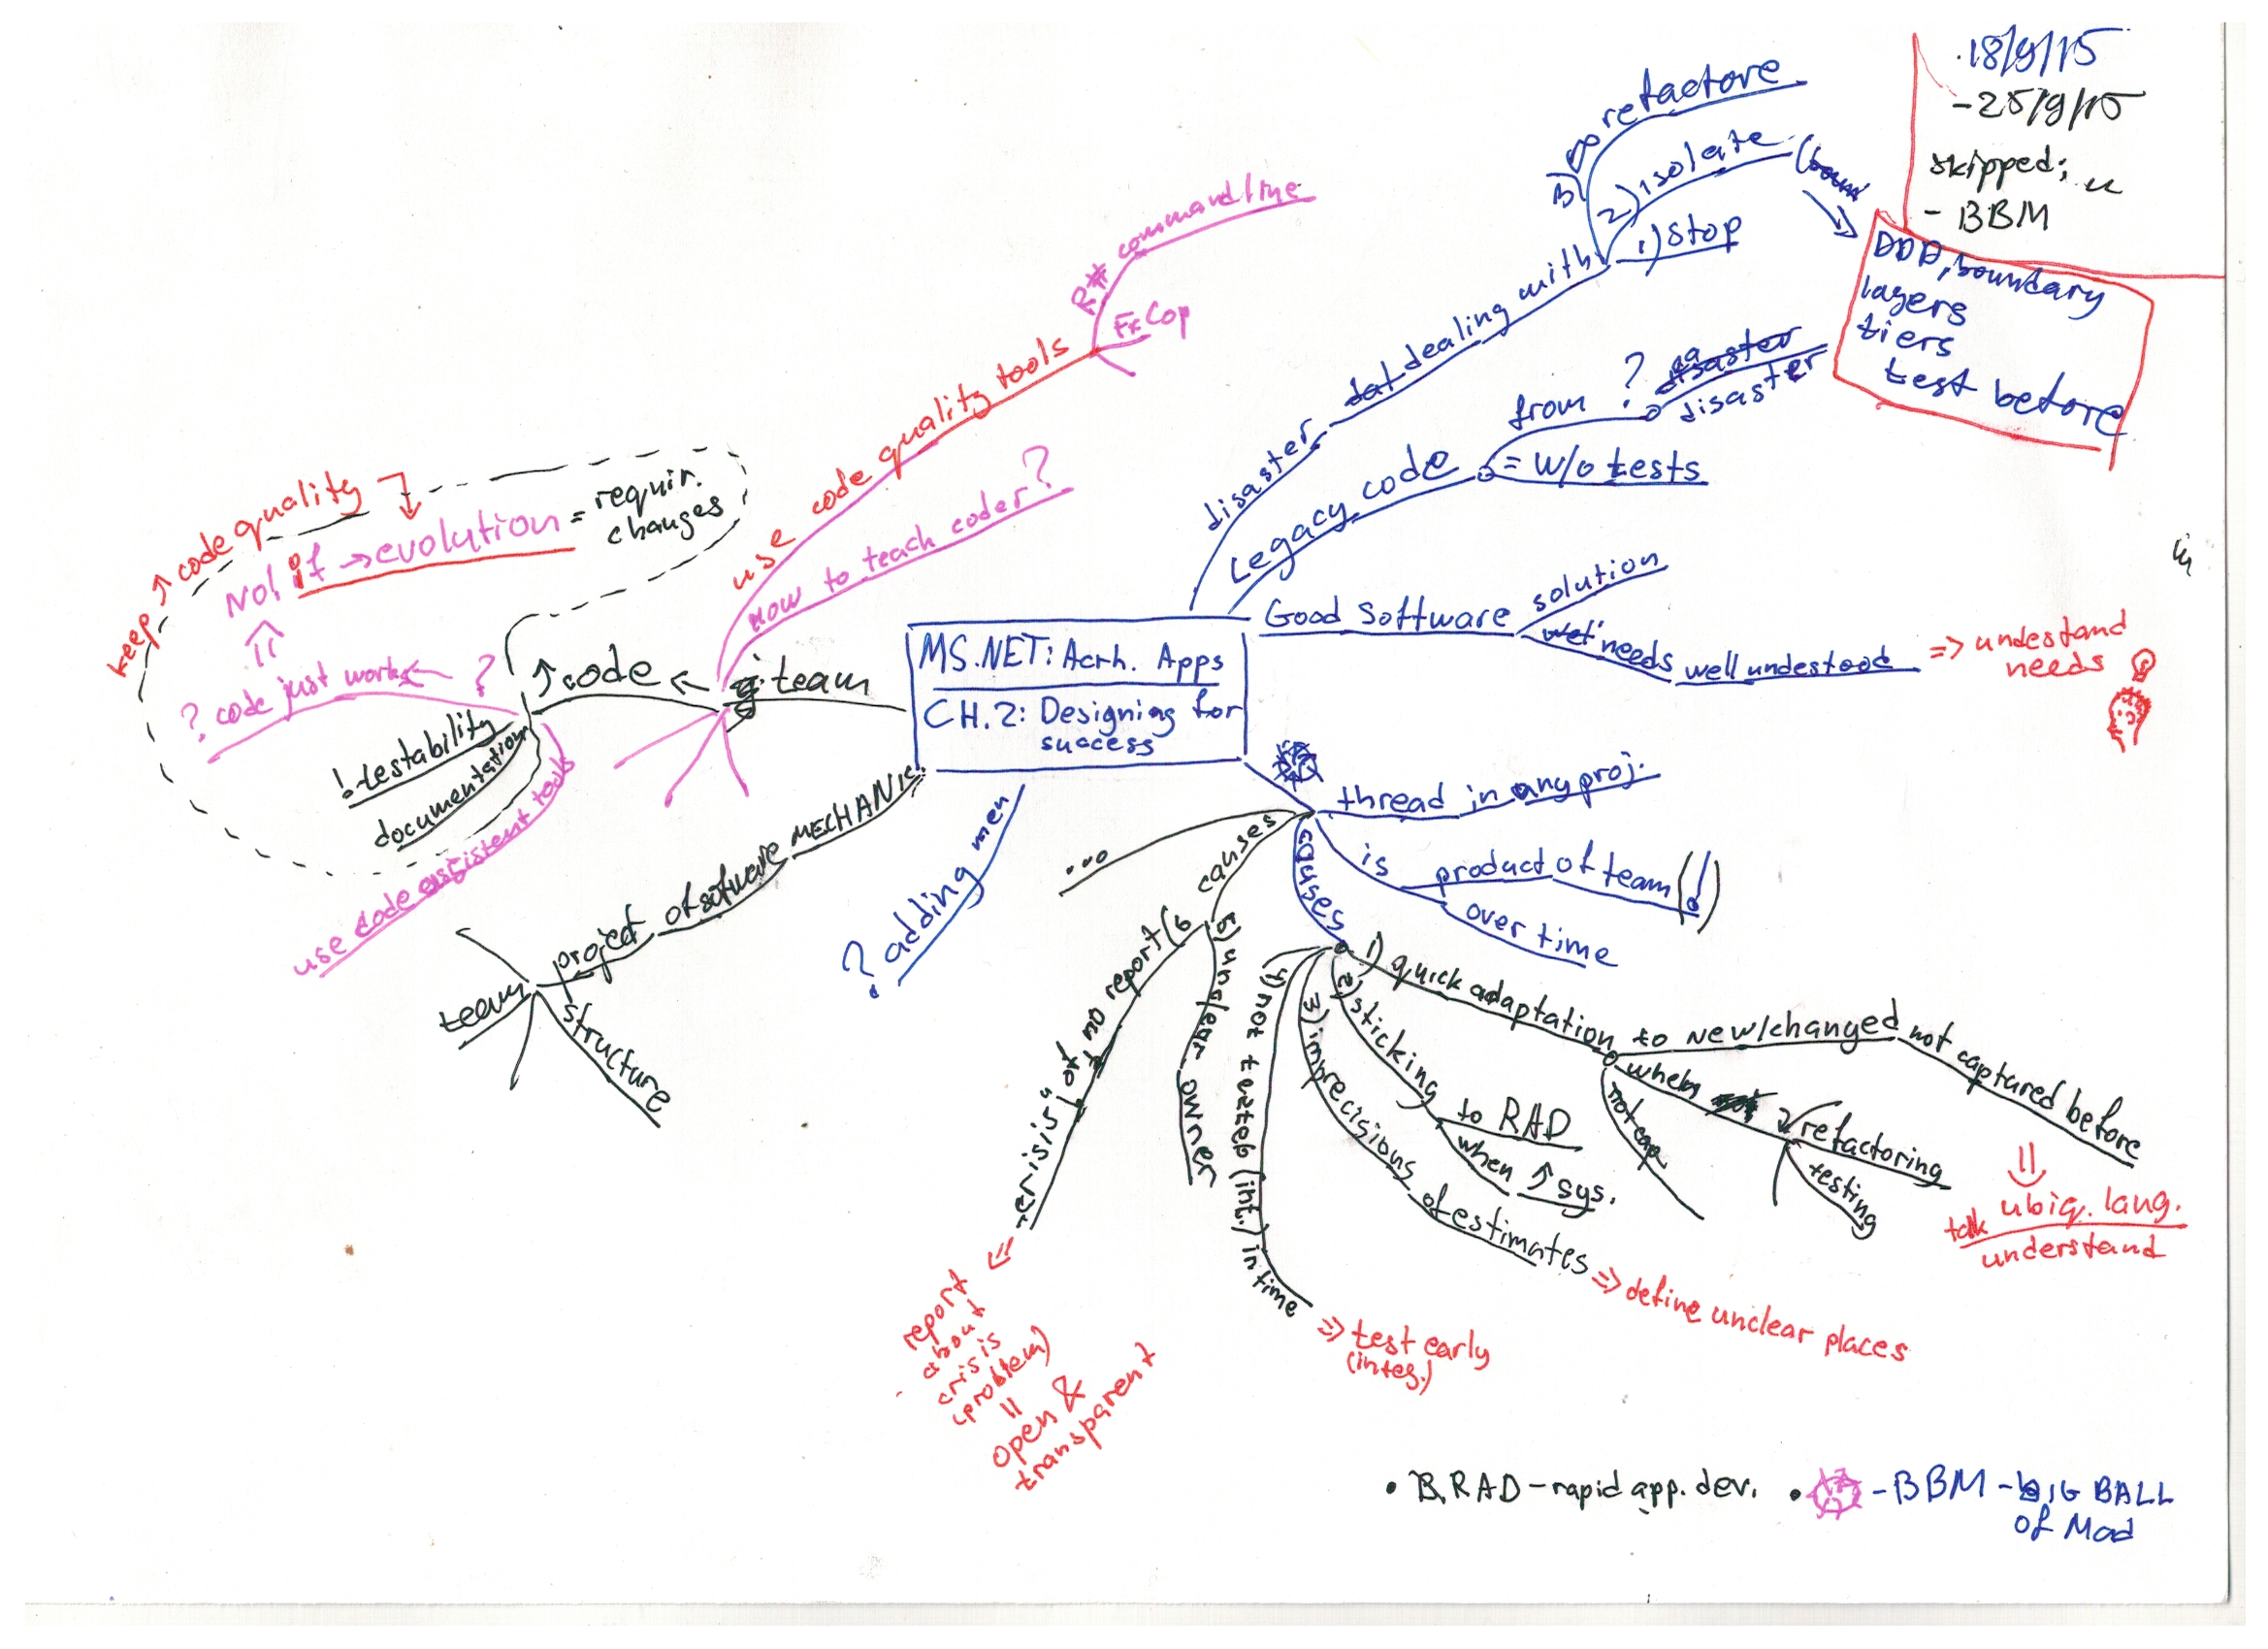 18/9/15
- 25/9/15
skipped;
- BBM
MS.NET: Acrh. Apps
CH.2: Designing for
success
disaster
dealing with
1) stop
2) isolate
3) refactore
DDD, boundary
layers
tiers
test before
Legacy code
from ? disaster
= w/o tests
Good Software
solution
needs well undestood
=> undestand
needs
thread in any proj.
is product of team (!)
over time
causes
1) quick adaptation to new/changed not captured before
ubiq. lang.
talk
understand
when
refactoring
testing
not cap
2) sticking to RAD
when ↑ sys.
3) imprecisions of estimates => define unclear places
4) not tested (int.) in time => test early
(integ.)
causes
5) unclear owner
6) no report of "crisis"
report
about
crisis
(problem)
=
open &
transparent
...
? adding men
MECHANIC
of software
project
team
structure
team
↑ code ←
use code quality tools
R# commandline
FxCop
how to teach coder?
? code just works ← ?
No! if → evolution = requir.
changes
keep ↑ code quality
! testability
documentation
use code assistent tools
• RAD - rapid app. dev.
• - BBM - BIG BALL
of Mad